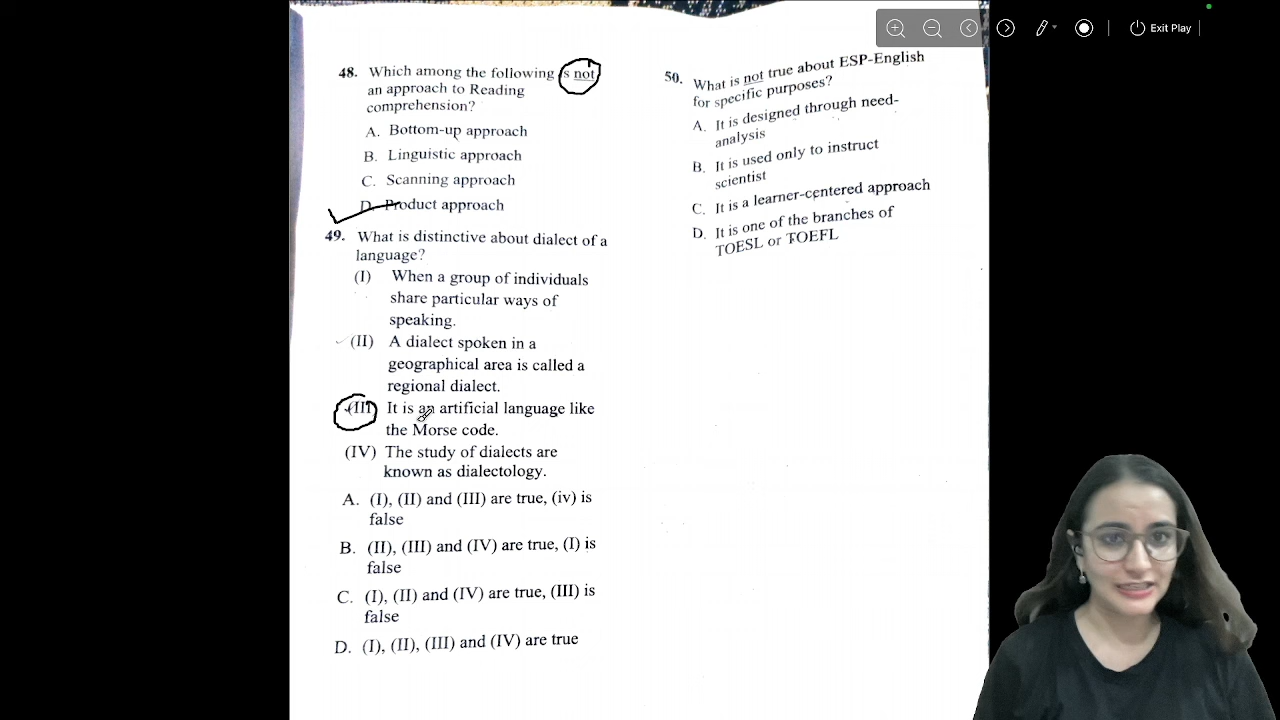 Exit Play
48. Which among the following is not
an approach to Reading
comprehension?
A. Bottom-up approach
B. Linguistic approach
C. Scanning approach
D. Product approach
49. What is distinctive about dialect of a
language?
(I) When a group of individuals
share particular ways of
speaking.
(II) A dialect spoken in a
geographical area is called a
regional dialect.
(III) It is an artificial language like
the Morse code.
(IV) The study of dialects are
known as dialectology.
A. (I), (II) and (III) are true, (iv) is
false
B. (II), (III) and (IV) are true, (I) is
false
C. (I), (II) and (IV) are true, (III) is
false
D. (I), (II), (III) and (IV) are true
50. What is not true about ESP-English
for specific purposes?
A. It is designed through need-
analysis
B. It is used only to instruct
scientist
C. It is a learner-centered approach
D. It is one of the branches of
TOESL or TOEFL